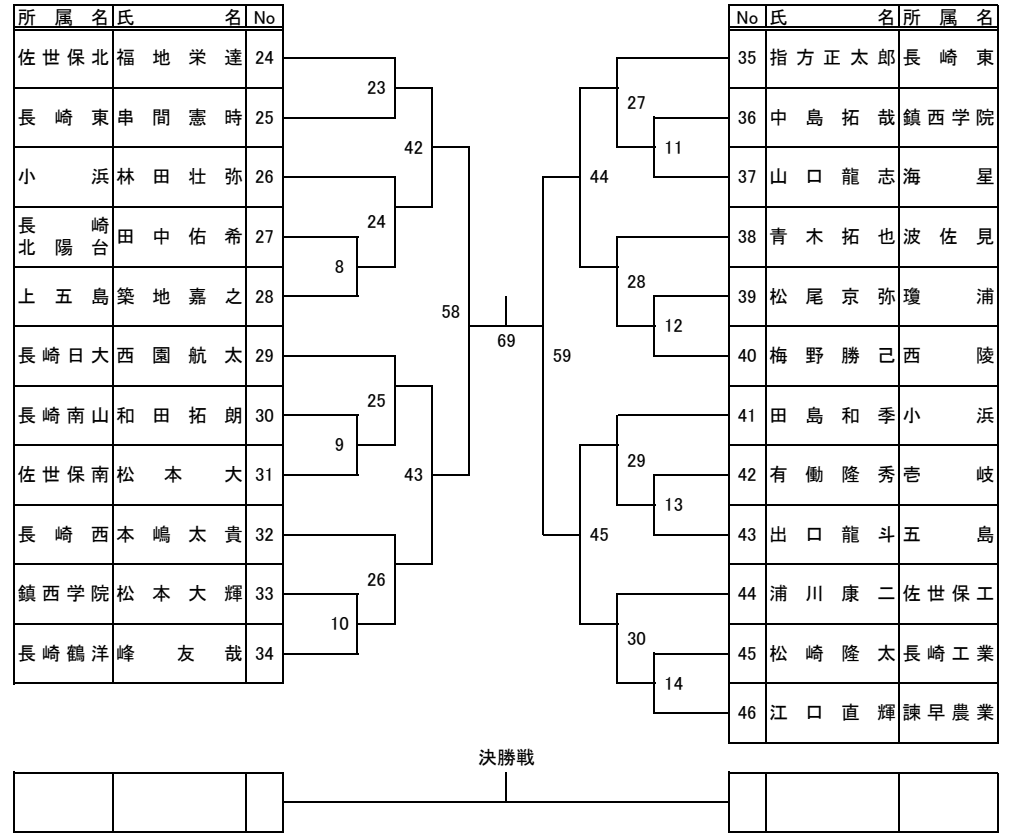 所属名 氏名 No
佐世保北 福地栄達 24
長崎東 串間憲時 25
小浜 林田壮弥 26
長崎
北陽台 田中佑希 27
上五島 築地嘉之 28
長崎日大 西園航太 29
長崎南山 和田拓朗 30
佐世保南 松本大 31
長崎西 本嶋太貴 32
鎮西学院 松本大輝 33
長崎鶴洋 峰友哉 34
23
42
24
8
58
25
9
43
26
10
69
No 氏名 所属名
35 指方正太郎 長崎東
36 中島拓哉 鎮西学院
37 山口龍志 海星
38 青木拓也 波佐見
39 松尾京弥 瓊浦
40 梅野勝己 西陵
41 田島和季 小浜
42 有働隆秀 壱岐
43 出口龍斗 五島
44 浦川康二 佐世保工
45 松崎隆太 長崎工業
46 江口直輝 諫早農業
27
11
44
28
12
59
29
13
45
30
14
決勝戦